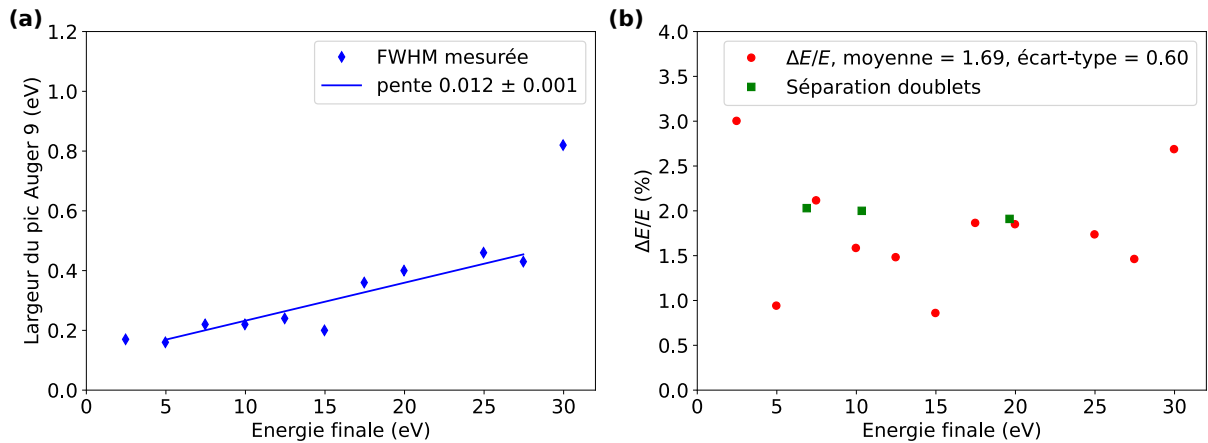 (a)
1.2
1.0
0.8
0.6
0.4
0.2
0.0
Largeur du pic Auger 9 (eV)
FWHM mesurée
pente 0.012 ± 0.001
0 5 10 15 20 25 30
Energie finale (eV)
(b)
4.0
3.5
3.0
2.5
2.0
1.5
1.0
0.5
0.0
ΔE/E (%)
ΔE/E, moyenne = 1.69, écart-type = 0.60
Séparation doublets
0 5 10 15 20 25 30
Energie finale (eV)